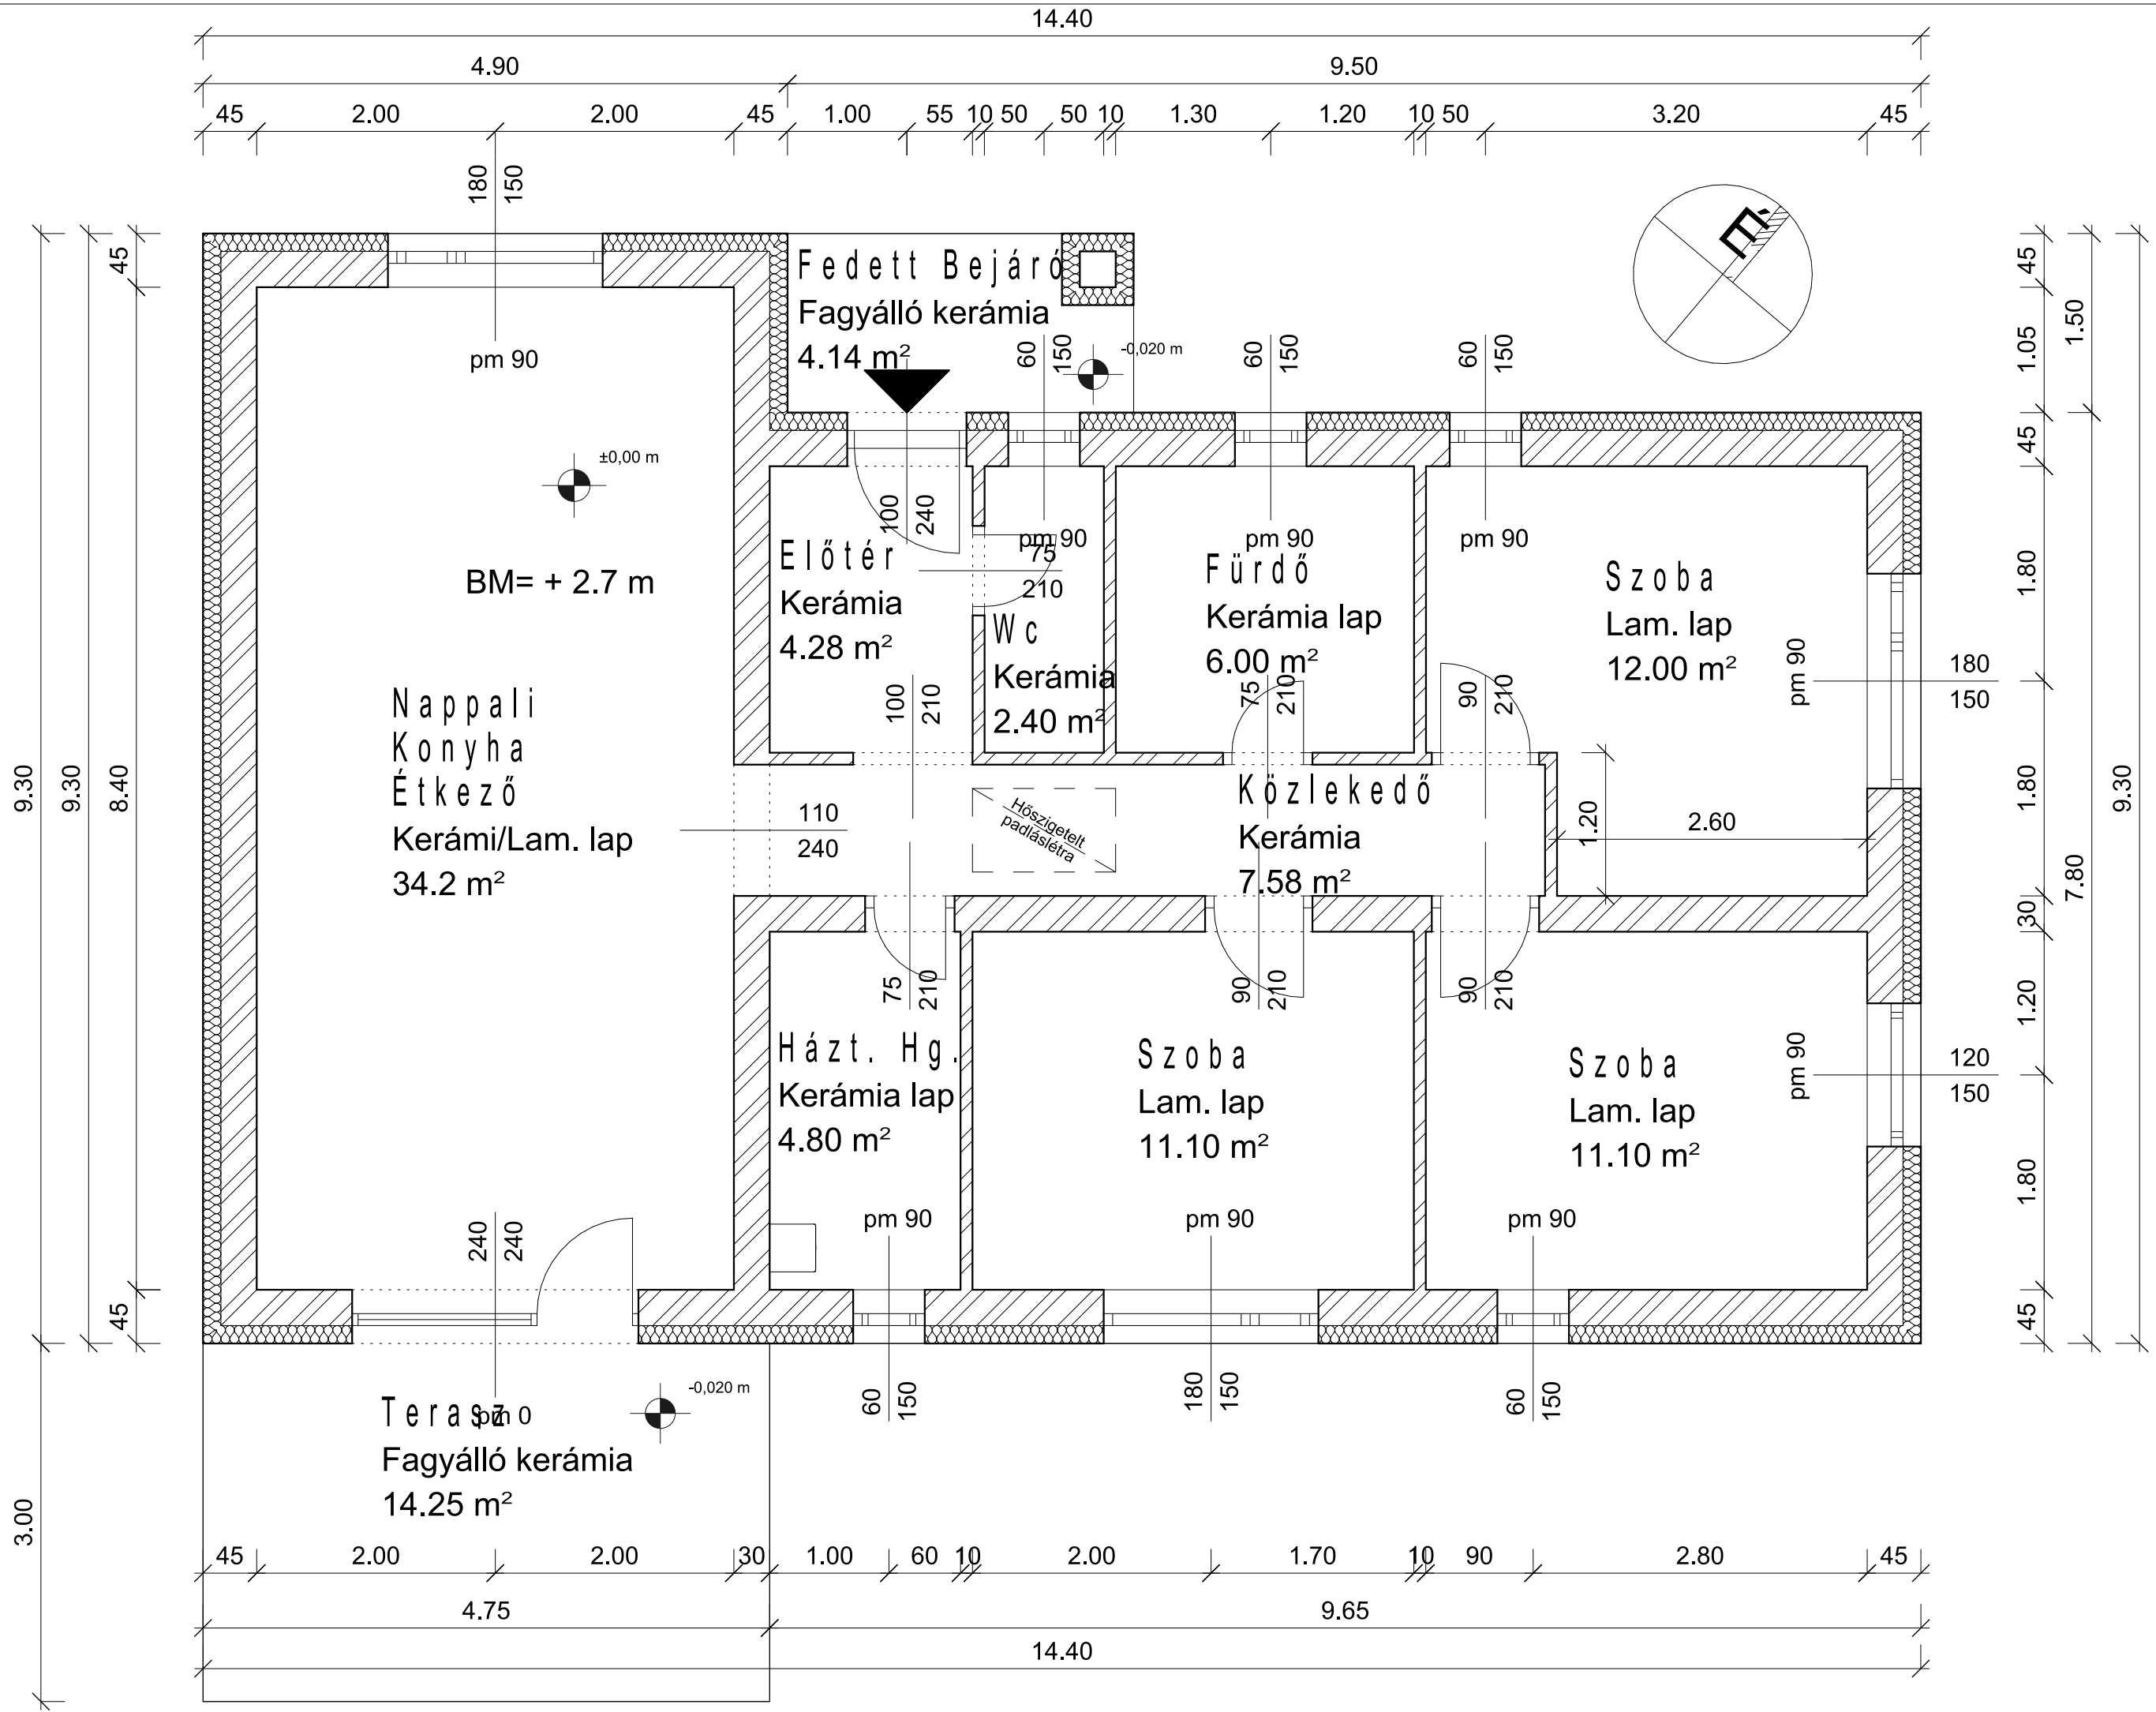 14.40
4.90 9.50
45 2.00 2.00 45 1.00 55 10 50 50 10 1.30 1.20 10 50 3.20 45
180 150
pm 90
Fedett Bejáró
Fagyálló kerámia
4.14 m²
60 150
-0,020 m
60 150
60 150
É
±0,00 m
BM= + 2.7 m
Nappali
Konyha
Étkező
Kerámi/Lam. lap
34.2 m²
100 240
Előtér
Kerámia
4.28 m²
pm 90
75
210
Wc
Kerámia
2.40 m²
pm 90
Fürdő
Kerámia lap
6.00 m²
pm 90
Szoba
Lam. lap
12.00 m²
pm 90
180
150
100 210
75 210
90 210
110
240
Hőszigetelt
padláslétra
Közlekedő
Kerámia
7.58 m²
1.20
2.60
75 210
90 210
90 210
Házt. Hg.
Kerámia lap
4.80 m²
Szoba
Lam. lap
11.10 m²
Szoba
Lam. lap
11.10 m²
pm 90
120
150
pm 90
pm 90
pm 90
240 240
60 150
180 150
60 150
Terasz
pm 0
Fagyálló kerámia
14.25 m²
-0,020 m
9.30
9.30
45
8.40
45
3.00
45
1.05
45
1.80
1.80
30
1.20
1.80
45
1.50
7.80
9.30
45 2.00 2.00 30 1.00 60 10 2.00 1.70 10 90 2.80 45
4.75 9.65
14.40